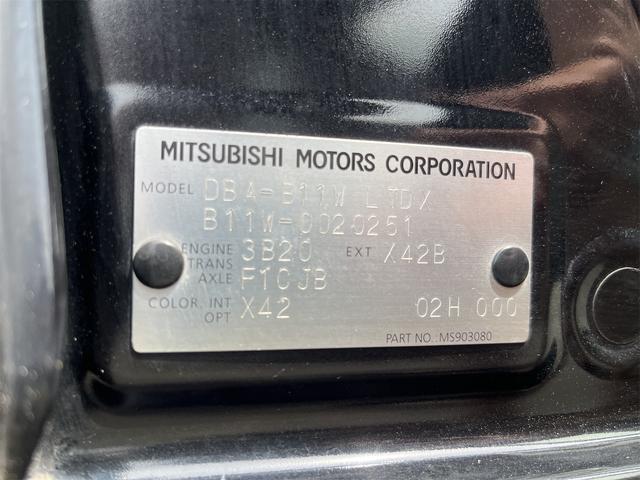 MITSUBISHI MOTORS CORPORATION
MODEL DBA-B11W LTDX
B11W-0020251
ENGINE 3B20 EXT X42B
TRANS AXLE F1CJB
COLOR, INT OPT X42 02H 000
PART NO.:MS903080